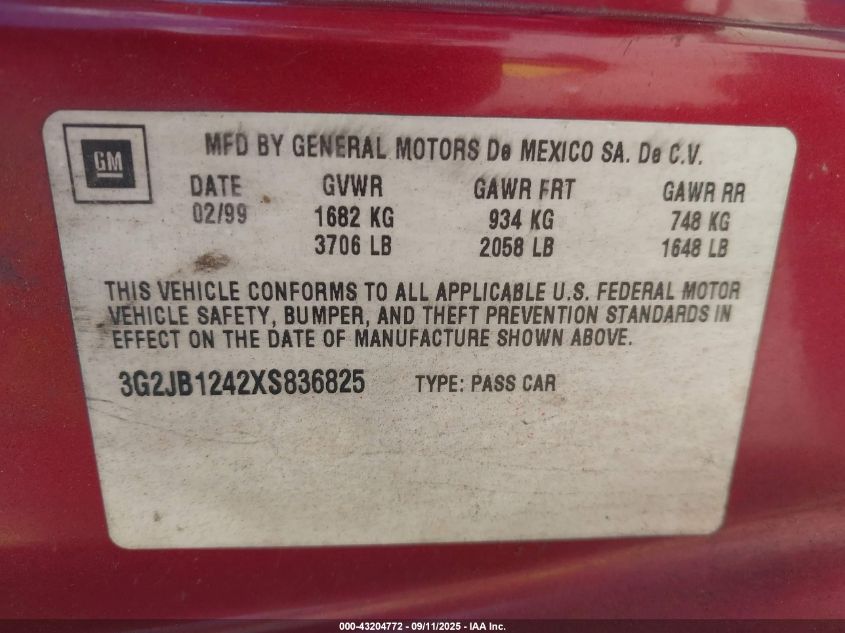 GM
MFD BY GENERAL MOTORS De MEXICO SA. De C.V.
DATE GVWR GAWR FRT GAWR RR
02/99 1682 KG 934 KG 748 KG
3706 LB 2058 LB 1648 LB
THIS VEHICLE CONFORMS TO ALL APPLICABLE U.S. FEDERAL MOTOR
VEHICLE SAFETY, BUMPER, AND THEFT PREVENTION STANDARDS IN
EFFECT ON THE DATE OF MANUFACTURE SHOWN ABOVE.
3G2JB1242XS836825 TYPE: PASS CAR
000-43204772 - 09/11/2025 - IAA Inc.